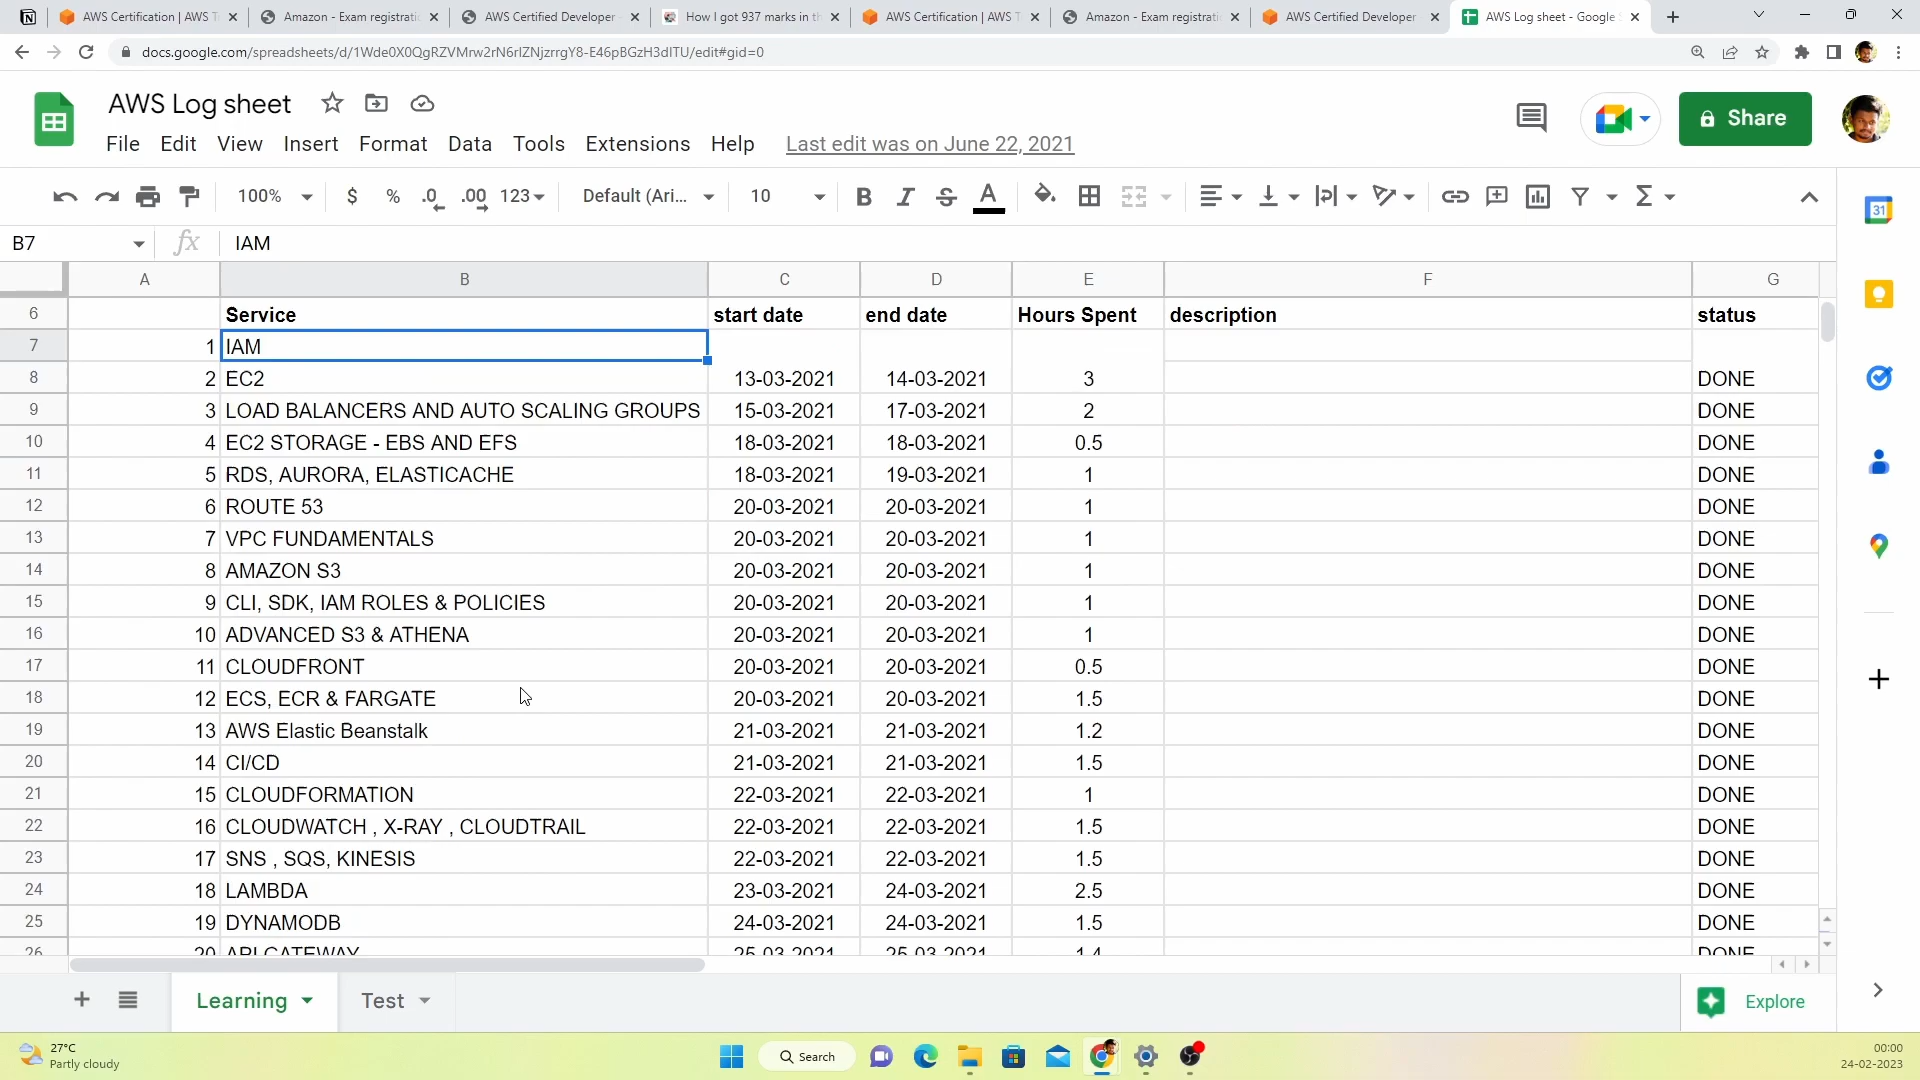 AWS Certification | AWS T
Amazon - Exam registrati
AWS Certified Developer -
How I got 937 marks in th
AWS Certification | AWS T
Amazon - Exam registrati
AWS Certified Developer
AWS Log sheet - Google S
docs.google.com/spreadsheets/d/1Wde0X0QgRZVMrw2rN6rIZNjzrrgY8-E46pBGzH3dITU/edit#gid=0
AWS Log sheet
Share
File Edit View Insert Format Data Tools Extensions Help Last edit was on June 22, 2021
100% $ % .0 .00 123 Default (Ari... 10 B I S A
31
B7 fx IAM
A B C D E F G
6 Service start date end date Hours Spent description status
7 1 IAM
8 2 EC2 13-03-2021 14-03-2021 3 DONE
9 3 LOAD BALANCERS AND AUTO SCALING GROUPS 15-03-2021 17-03-2021 2 DONE
10 4 EC2 STORAGE - EBS AND EFS 18-03-2021 18-03-2021 0.5 DONE
11 5 RDS, AURORA, ELASTICACHE 18-03-2021 19-03-2021 1 DONE
12 6 ROUTE 53 20-03-2021 20-03-2021 1 DONE
13 7 VPC FUNDAMENTALS 20-03-2021 20-03-2021 1 DONE
14 8 AMAZON S3 20-03-2021 20-03-2021 1 DONE
15 9 CLI, SDK, IAM ROLES & POLICIES 20-03-2021 20-03-2021 1 DONE
16 10 ADVANCED S3 & ATHENA 20-03-2021 20-03-2021 1 DONE
17 11 CLOUDFRONT 20-03-2021 20-03-2021 0.5 DONE
18 12 ECS, ECR & FARGATE 20-03-2021 20-03-2021 1.5 DONE
19 13 AWS Elastic Beanstalk 21-03-2021 21-03-2021 1.2 DONE
20 14 CI/CD 21-03-2021 21-03-2021 1.5 DONE
21 15 CLOUDFORMATION 22-03-2021 22-03-2021 1 DONE
22 16 CLOUDWATCH , X-RAY , CLOUDTRAIL 22-03-2021 22-03-2021 1.5 DONE
23 17 SNS , SQS, KINESIS 22-03-2021 22-03-2021 1.5 DONE
24 18 LAMBDA 23-03-2021 24-03-2021 2.5 DONE
25 19 DYNAMODB 24-03-2021 24-03-2021 1.5 DONE
26 20 API GATEWAY 25-03-2021 25-03-2021 1.4 DONE
Learning Test Explore
27°C
Partly cloudy
Search
00:00
24-02-2023